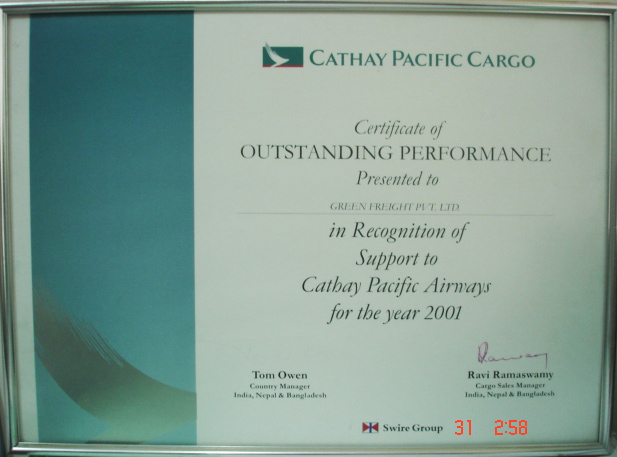 CATHAY PACIFIC CARGO
Certificate of
OUTSTANDING PERFORMANCE
Presented to
GREEN FREIGHT PVT. LTD.
in Recognition of
Support to
Cathay Pacific Airways
for the year 2001
Ramaswamy
Tom Owen
Country Manager
India, Nepal & Bangladesh
Ravi Ramaswamy
Cargo Sales Manager
India, Nepal & Bangladesh
Swire Group
31 2:58